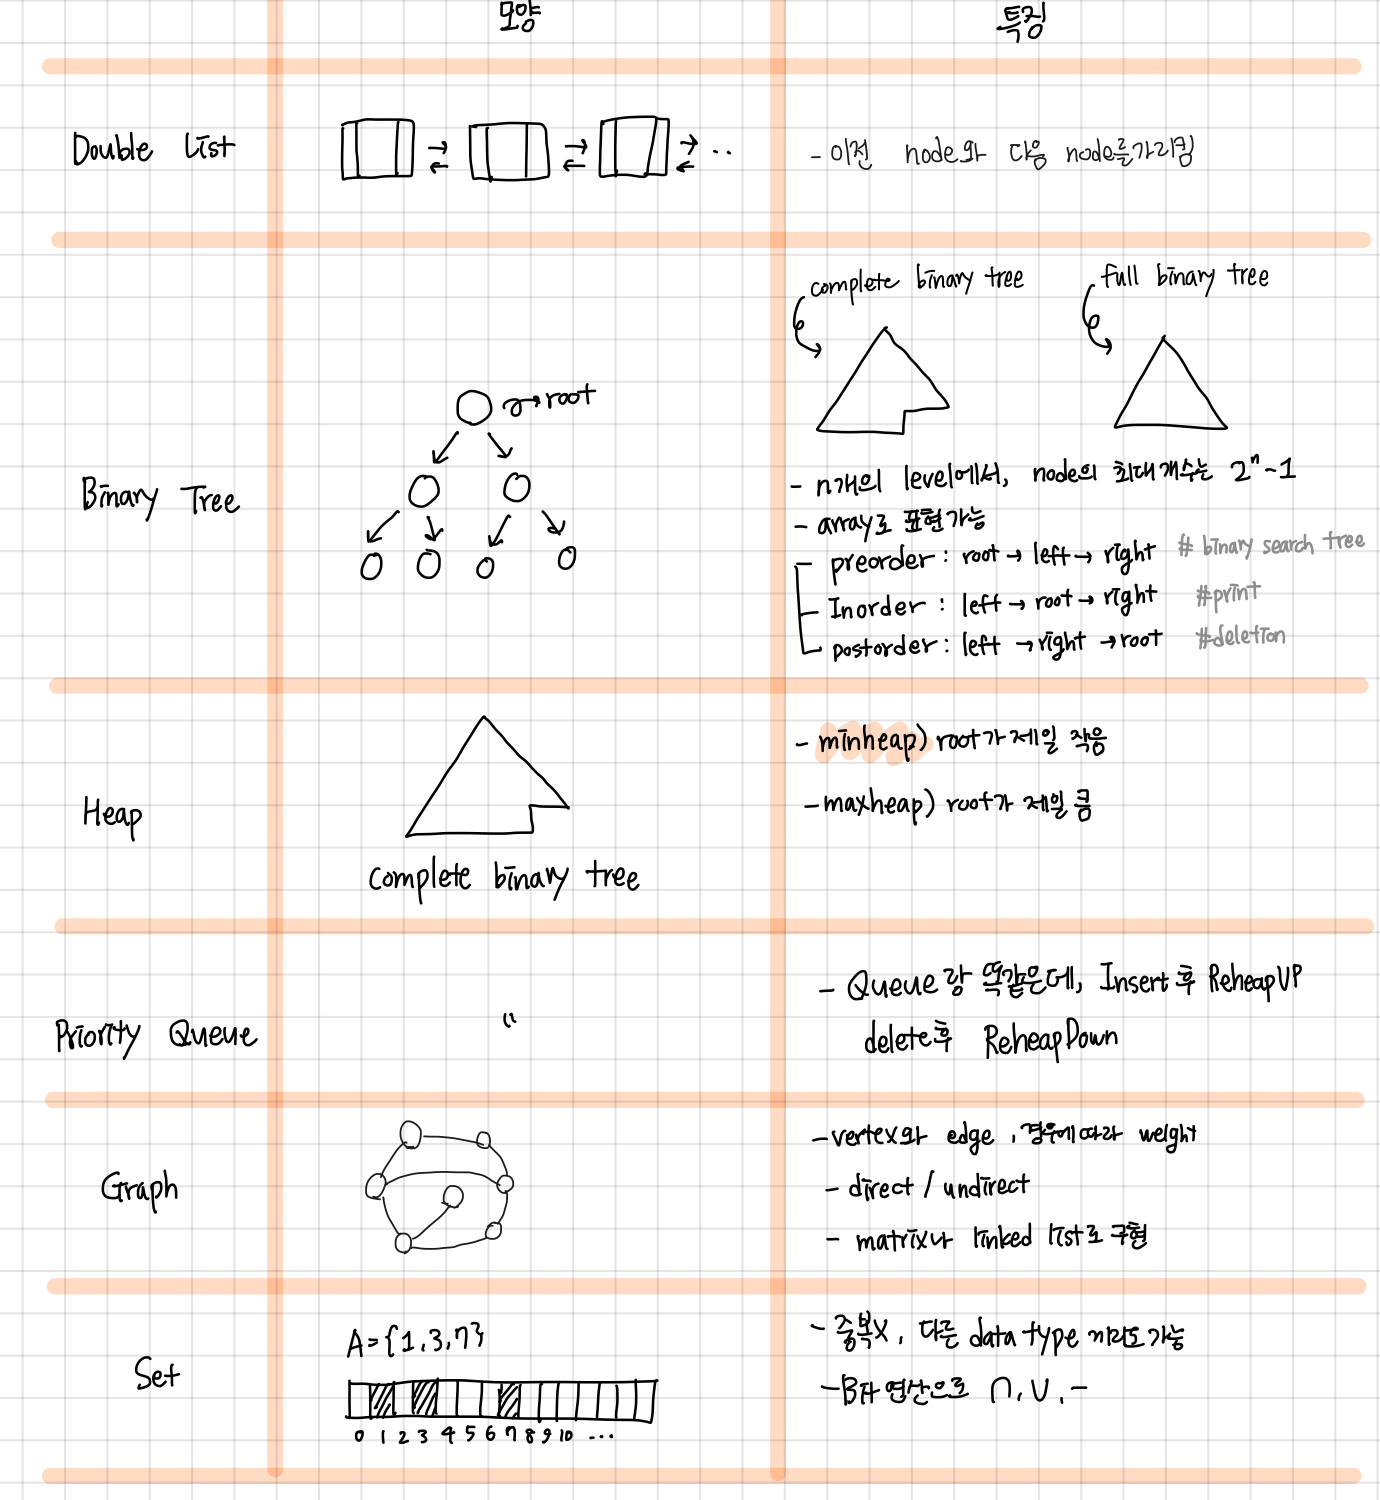 모양
특징
Double List
- 이전 node와 다음 node를 가리킴
complete binary tree
full binary tree
Binary Tree
root
- n개의 level에서, node의 최대 개수는 2ⁿ-1
- array로 표현 가능
- preorder : root → left → right # binary search tree
- Inorder : left → root → right #print
- postorder : left → right → root #deletion
Heap
complete binary tree
- minheap) root가 제일 작음
- maxheap) root가 제일 큼
Priority Queue
"
- Queue랑 똑같은데, Insert 후 ReheapUP
delete 후 ReheapDown
Graph
- vertex와 edge, 경우에 따라 weight
- direct / undirect
- matrix나 linked list로 구현
Set
A = {1, 3, 7}
0 1 2 3 4 5 6 7 8 9 10 ...
- 중복X, 다른 data type끼리도 가능
- 연산으로 ∩, ∪, -